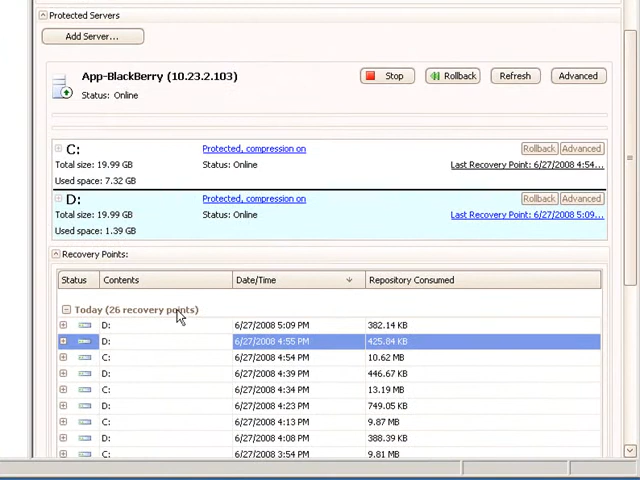 Protected Servers
Add Server...
App-BlackBerry (10.23.2.103)
Stop
Rollback
Refresh
Advanced
Status: Online
C:
Protected, compression on
Rollback
Advanced
Total size: 19.99 GB
Status: Online
Last Recovery Point: 6/27/2008 4:54...
Used space: 7.32 GB
D:
Protected, compression on
Rollback
Advanced
Total size: 19.99 GB
Status: Online
Last Recovery Point: 6/27/2008 5:09...
Used space: 1.39 GB
Recovery Points:
Status Contents Date/Time Repository Consumed
Today (26 recovery points)
D: 6/27/2008 5:09 PM 382.14 KB
D: 6/27/2008 4:55 PM 425.84 KB
C: 6/27/2008 4:54 PM 10.62 MB
D: 6/27/2008 4:39 PM 446.67 KB
C: 6/27/2008 4:34 PM 13.19 MB
D: 6/27/2008 4:23 PM 749.05 KB
C: 6/27/2008 4:13 PM 9.87 MB
D: 6/27/2008 4:08 PM 388.39 KB
C: 6/27/2008 3:54 PM 9.81 MB